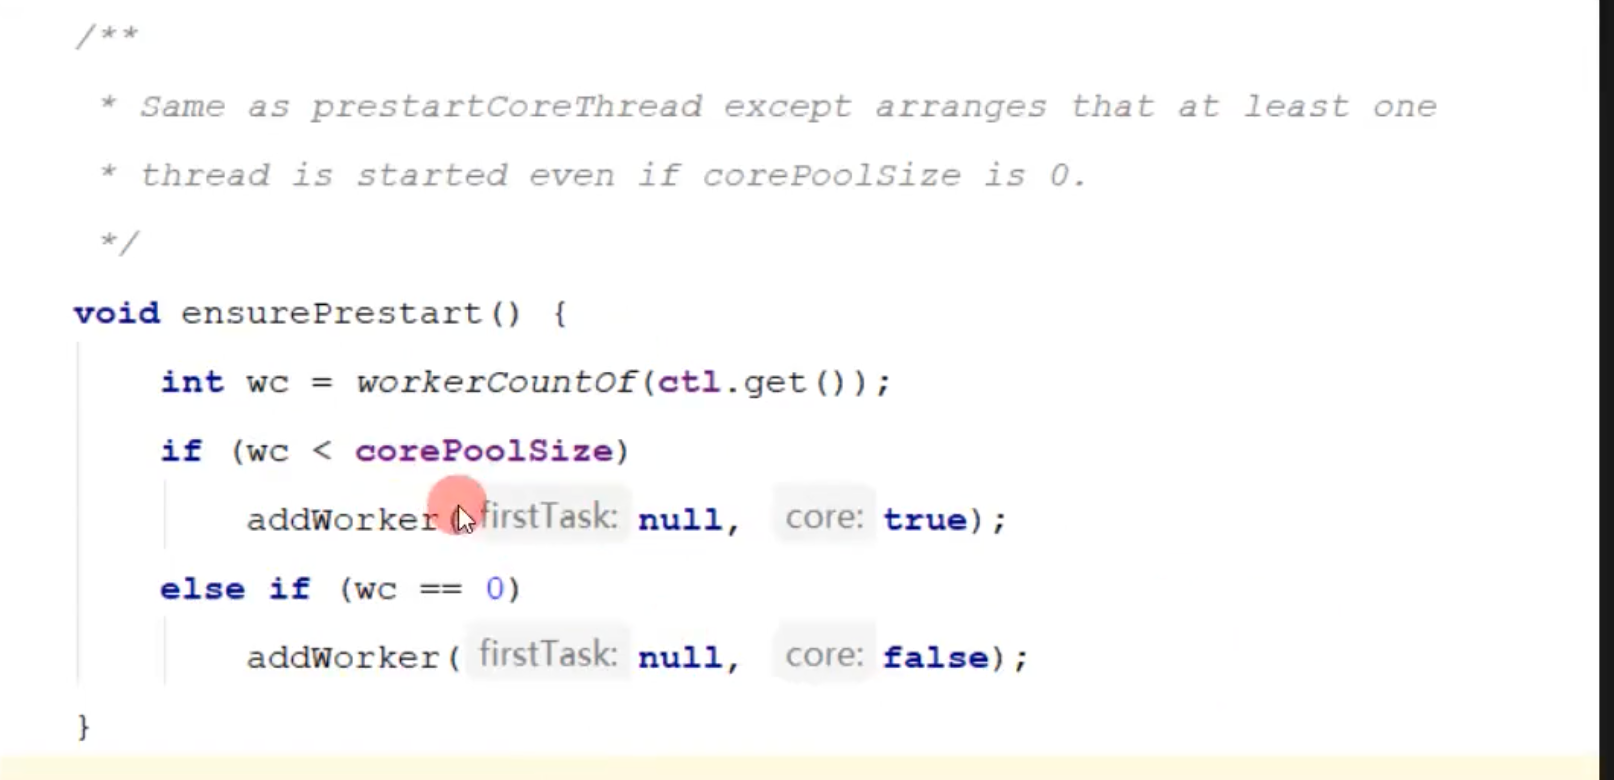 /**
* Same as prestartCoreThread except arranges that at least one
* thread is started even if corePoolSize is 0.
*/
void ensurePrestart() {
int wc = workerCountOf(ctl.get());
if (wc < corePoolSize)
addWorker( firstTask: null, core: true);
else if (wc == 0)
addWorker( firstTask: null, core: false);
}